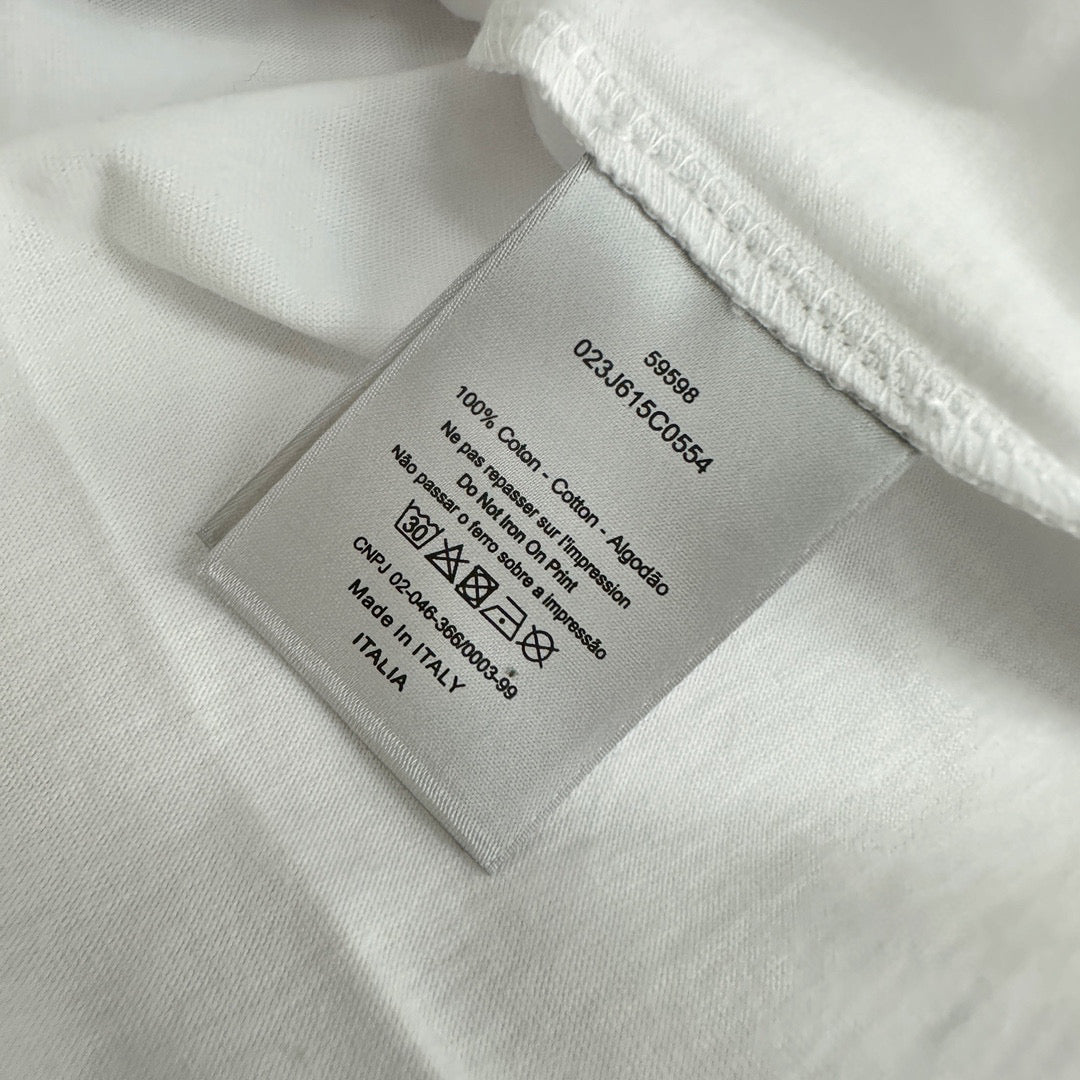 59598
023J615C0554
100% Coton - Cotton - Algodão
Ne pas repasser sur l'impression
Do Not Iron On Print
Não passar o ferro sobre a impressão
30
CNPJ 02-046-366/0003-99
Made In ITALY
ITALIA